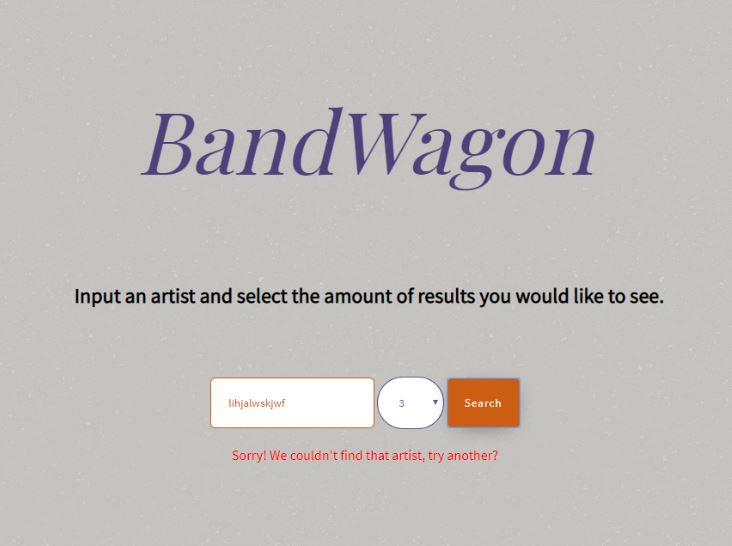 BandWagon
Input an artist and select the amount of results you would like to see.
lihjalwskjwf 3 Search
Sorry! We couldn't find that artist, try another?